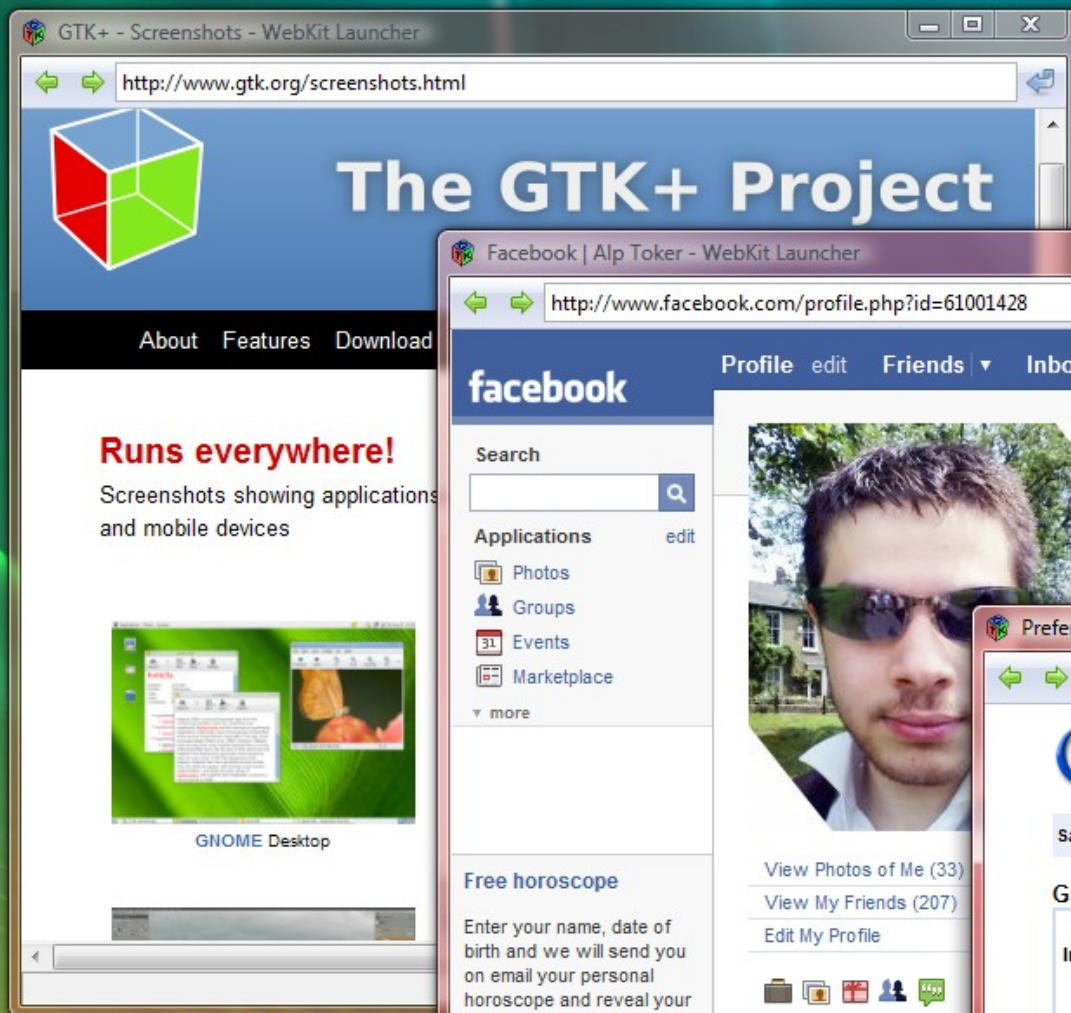 GTK+ - Screenshots - WebKit Launcher
http://www.gtk.org/screenshots.html
The GTK+ Project
About Features Download
Runs everywhere!
Screenshots showing applications
and mobile devices
GNOME Desktop
Facebook | Alp Toker - WebKit Launcher
http://www.facebook.com/profile.php?id=61001428
facebook
Profile edit Friends ▾ Inbo
Search
Applications edit
Photos
Groups
31 Events
Marketplace
▾ more
Free horoscope
Enter your name, date of
birth and we will send you
on email your personal
horoscope and reveal your
View Photos of Me (33)
View My Friends (207)
Edit My Profile
Prefe
Sa
G